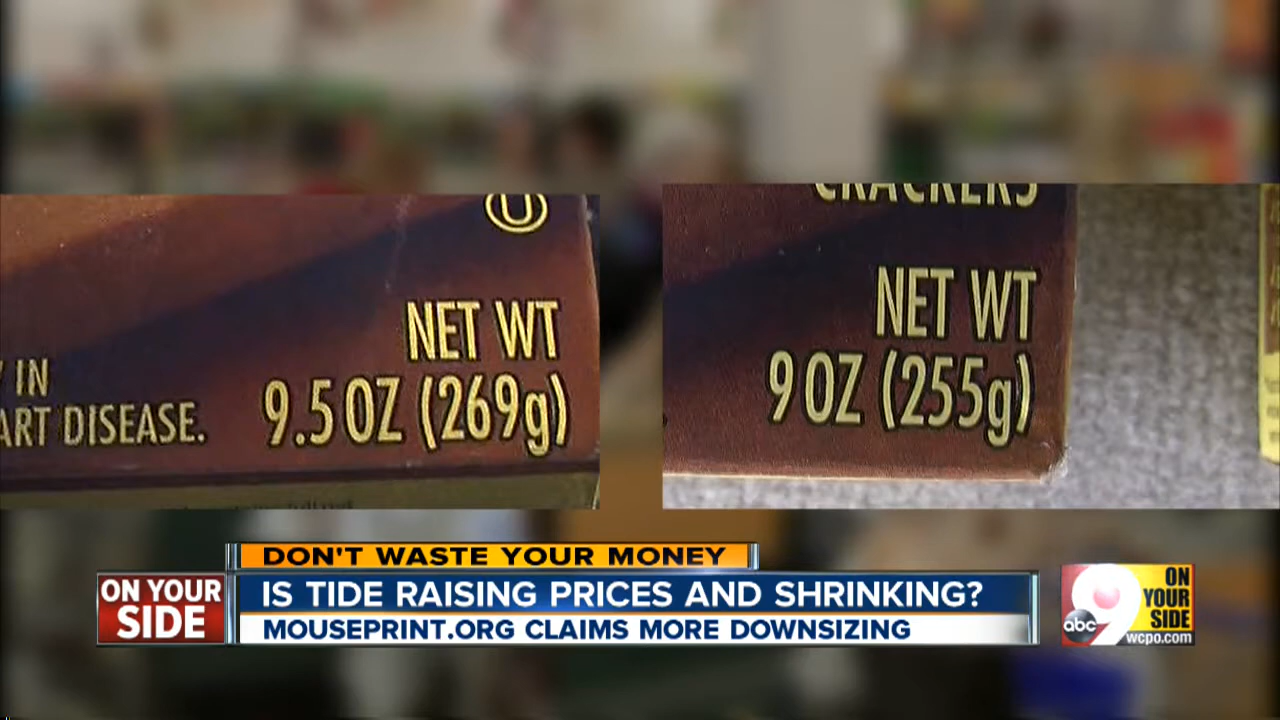 U
NET WT
9.5 OZ (269g)
IN
ART DISEASE.
CRACKERS
NET WT
9 OZ (255g)
DON'T WASTE YOUR MONEY
ON YOUR
SIDE
IS TIDE RAISING PRICES AND SHRINKING?
MOUSEPRINT.ORG CLAIMS MORE DOWNSIZING
abc
9
ON
YOUR
SIDE
wcpo.com